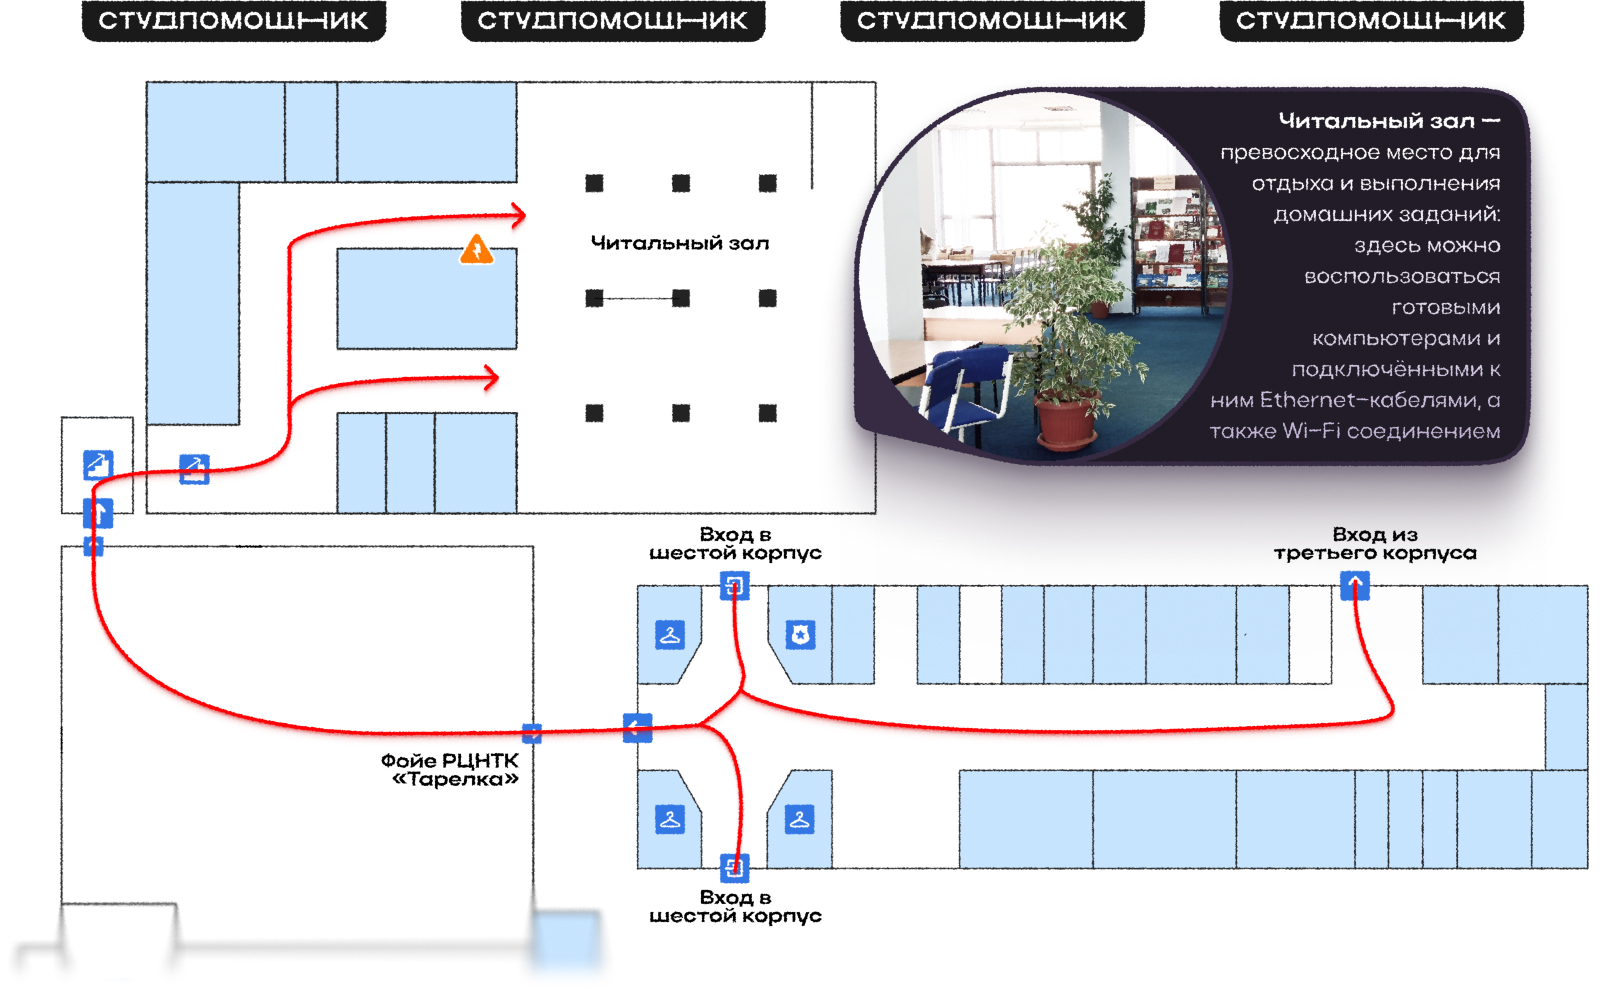 СТУДПОМОЩНИК
СТУДПОМОЩНИК
СТУДПОМОЩНИК
СТУДПОМОЩНИК
Читальный зал —
превосходное место для
отдыха и выполнения
домашних заданий:
здесь можно
воспользоваться
готовыми
компьютерами и
подключёнными к
ним Ethernet-кабелями, а
также Wi-Fi соединением
Читальный зал
Вход в
шестой корпус
Вход из
третьего корпуса
Фойе РЦНТК
«Тарелка»
Вход в
шестой корпус